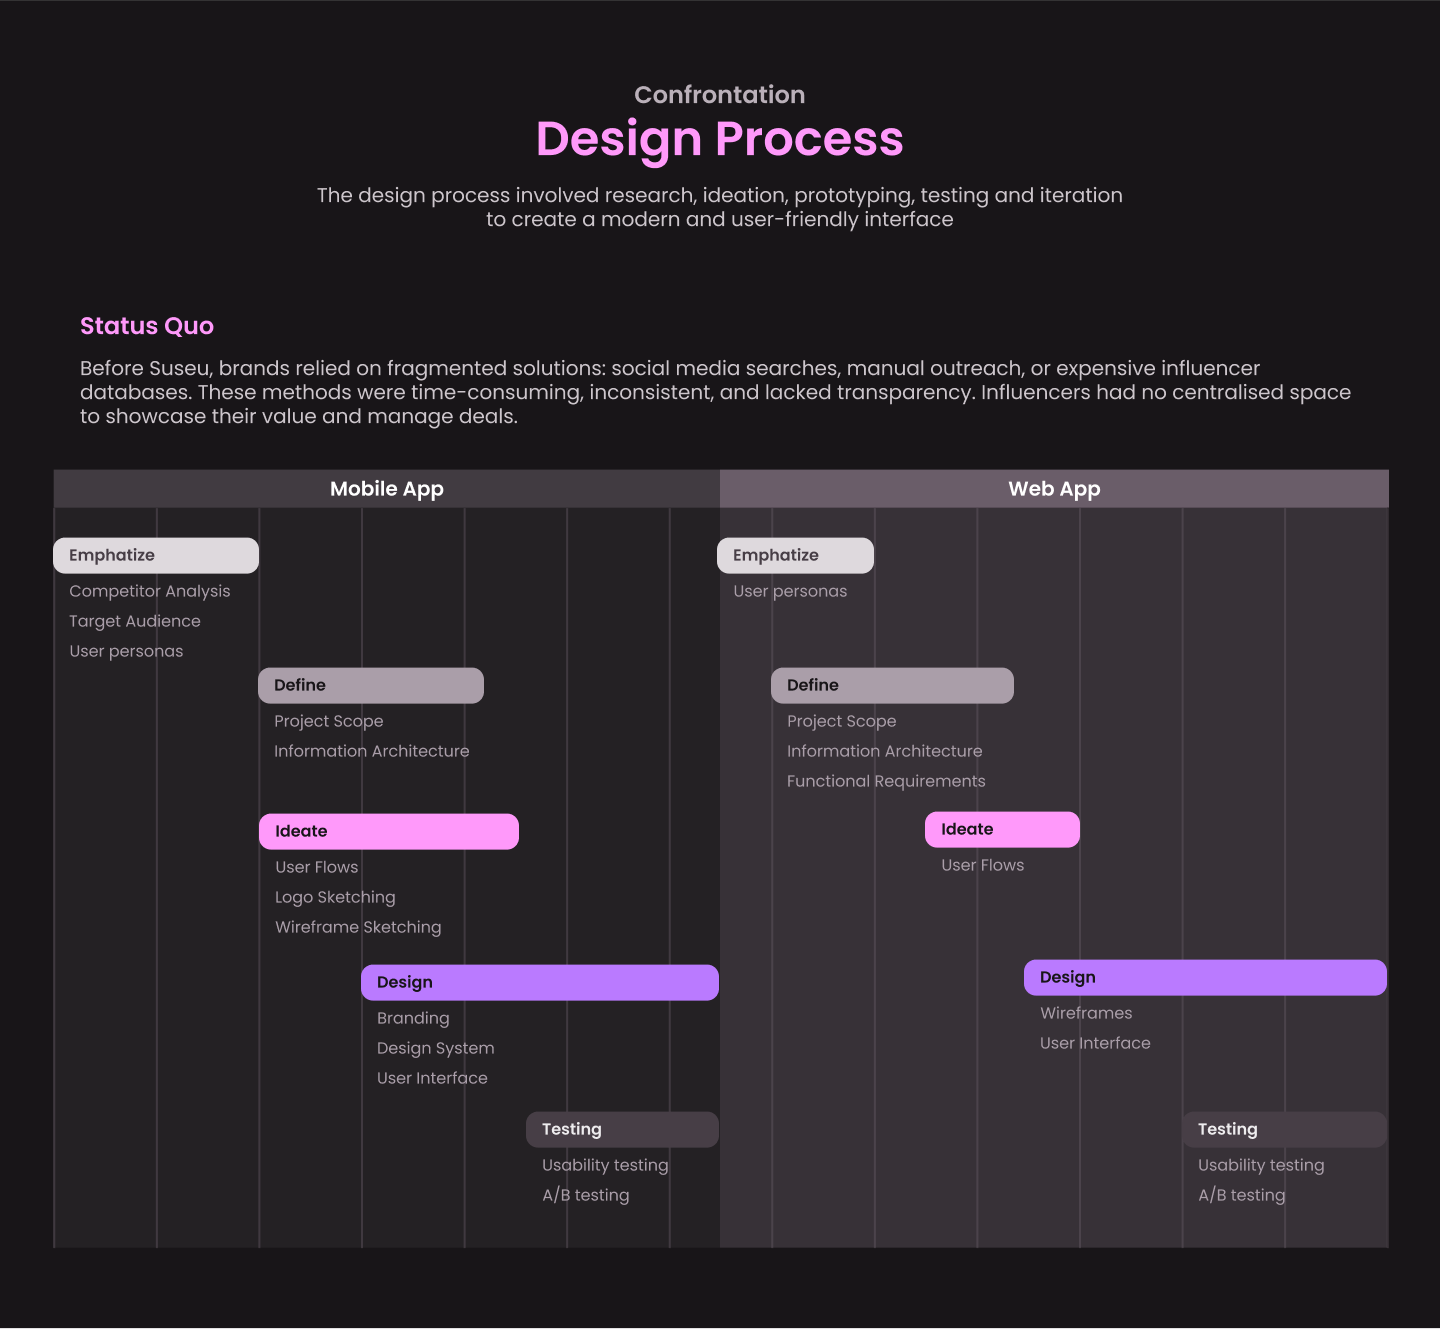 Confrontation
Design Process
The design process involved research, ideation, prototyping, testing and iteration
to create a modern and user-friendly interface
Status Quo
Before Suseu, brands relied on fragmented solutions: social media searches, manual outreach, or expensive influencer
databases. These methods were time-consuming, inconsistent, and lacked transparency. Influencers had no centralised space
to showcase their value and manage deals.
Mobile App
Emphatize
Competitor Analysis
Target Audience
User personas
Define
Project Scope
Information Architecture
Ideate
User Flows
Logo Sketching
Wireframe Sketching
Design
Branding
Design System
User Interface
Testing
Usability testing
A/B testing
Web App
Emphatize
User personas
Define
Project Scope
Information Architecture
Functional Requirements
Ideate
User Flows
Design
Wireframes
User Interface
Testing
Usability testing
A/B testing